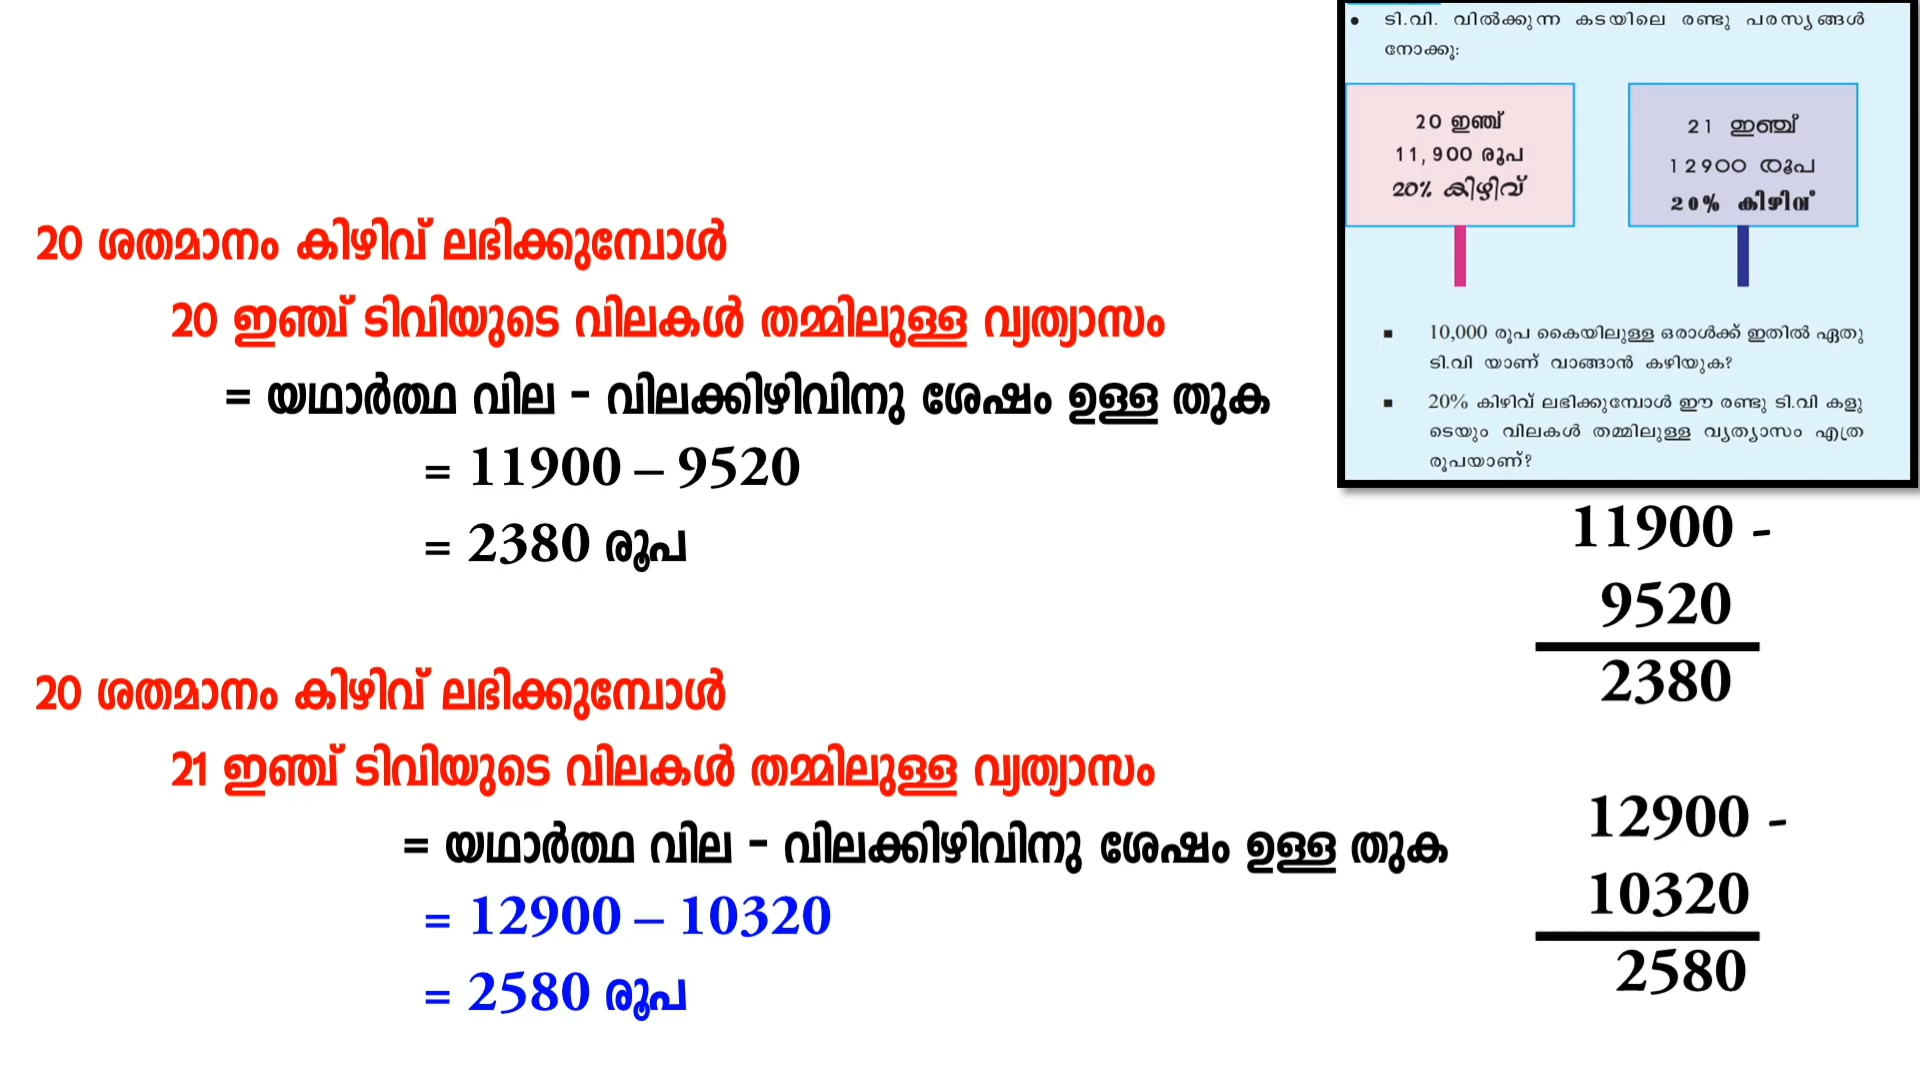 ടി.വി. വിൽക്കുന്ന കടയിലെ രണ്ടു പരസ്യങ്ങൾ
നോക്കൂ:
20 ഇഞ്ച്
11,900 രൂപ
20% കിഴിവ്
21 ഇഞ്ച്
12900 രൂപ
20% കിഴിവ്
10,000 രൂപ കൈയിലുള്ള ഒരാൾക്ക് ഇതിൽ ഏതു
ടി.വി യാണ് വാങ്ങാൻ കഴിയുക?
20% കിഴിവ് ലഭിക്കുമ്പോൾ ഈ രണ്ടു ടി.വി കളു
ടെയും വിലകൾ തമ്മിലുള്ള വ്യത്യാസം എത്ര
രൂപയാണ്?
20 ശതമാനം കിഴിവ് ലഭിക്കുമ്പോൾ
20 ഇഞ്ച് ടിവിയുടെ വിലകൾ തമ്മിലുള്ള വ്യത്യാസം
= യഥാർത്ഥ വില - വിലക്കിഴിവിനു ശേഷം ഉള്ള തുക
= 11900 – 9520
= 2380 രൂപ
11900 -
9520
2380
20 ശതമാനം കിഴിവ് ലഭിക്കുമ്പോൾ
21 ഇഞ്ച് ടിവിയുടെ വിലകൾ തമ്മിലുള്ള വ്യത്യാസം
= യഥാർത്ഥ വില - വിലക്കിഴിവിനു ശേഷം ഉള്ള തുക
= 12900 – 10320
= 2580 രൂപ
12900 -
10320
2580